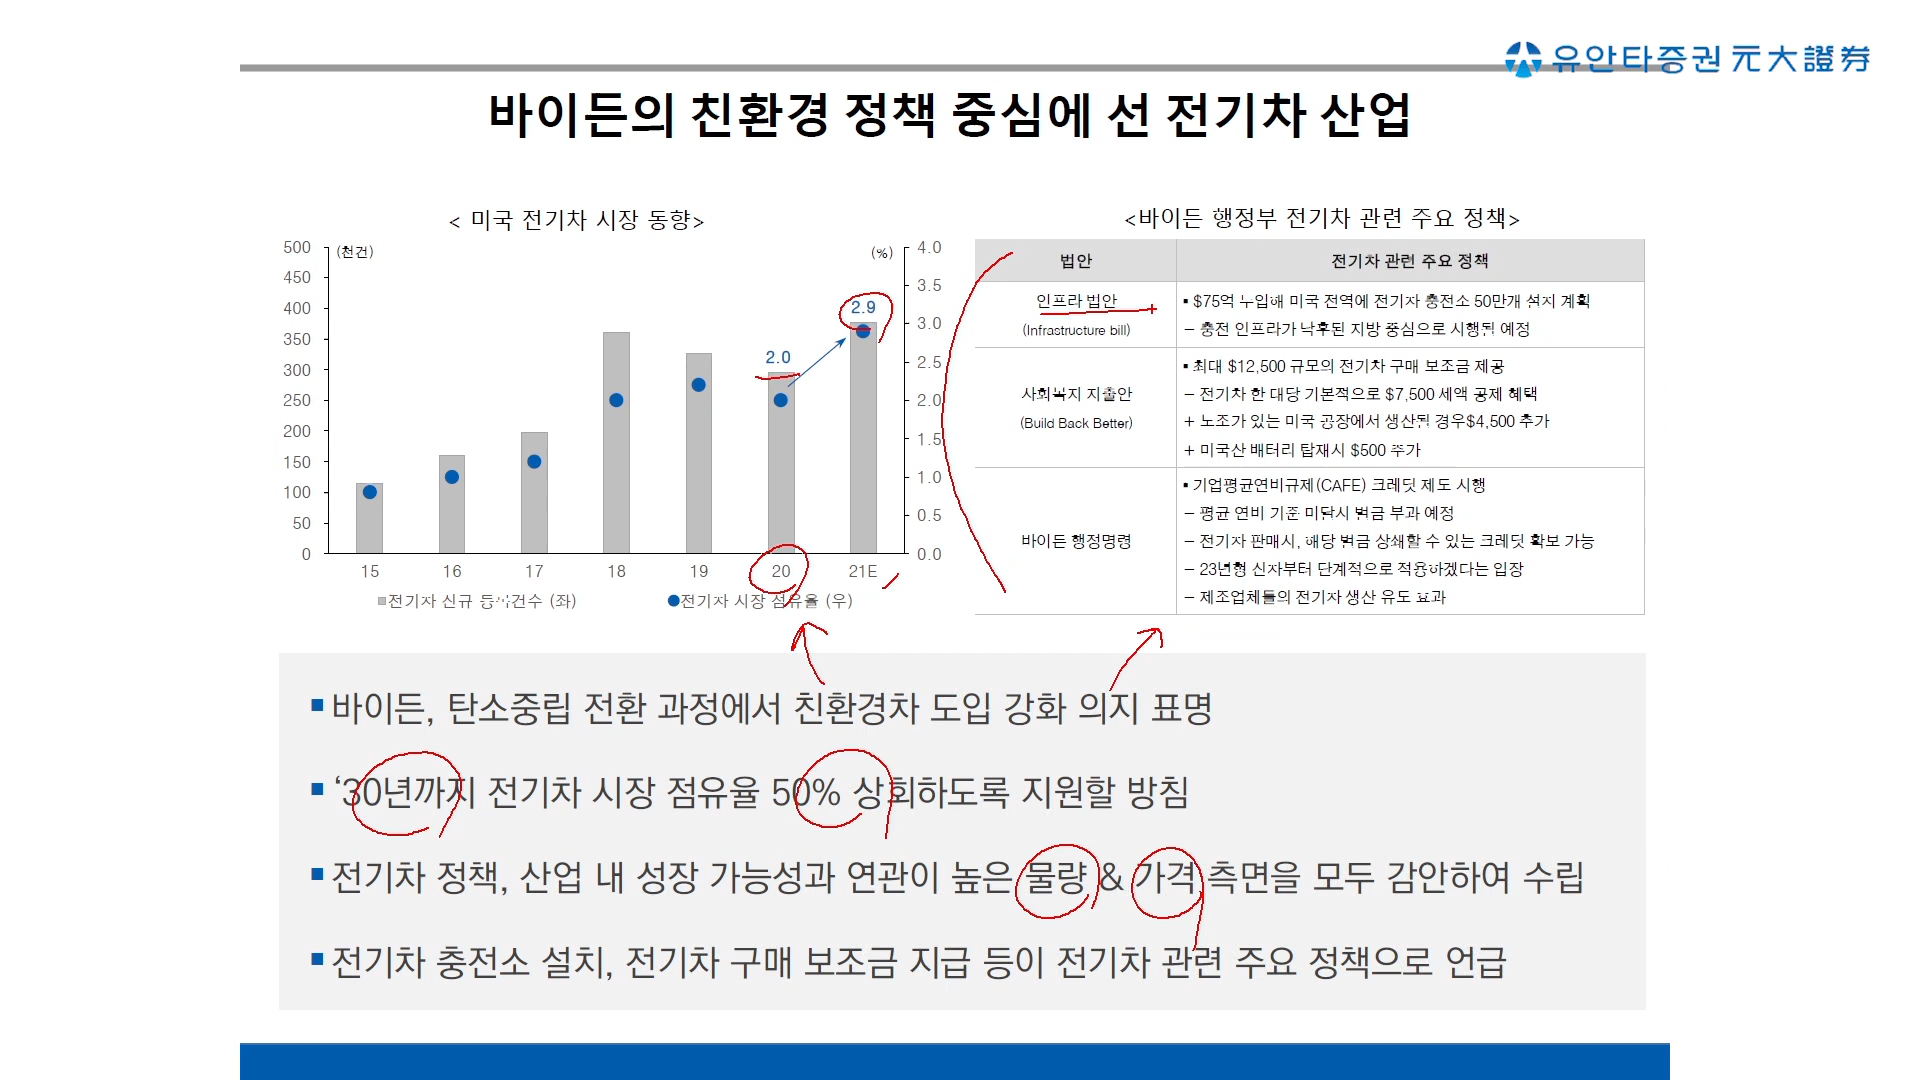 유안타증권 元大證券
바이든의 친환경 정책 중심에 선 전기차 산업
< 미국 전기차 시장 동향>
(천건)
(%)
500
450
400
350
300
250
200
150
100
50
0
4.0
3.5
3.0
2.5
2.0
1.5
1.0
0.5
0.0
2.0
2.9
15 16 17 18 19 20 21E
전기차 신규 등록건수 (좌) 전기차 시장 점유율 (우)
<바이든 행정부 전기차 관련 주요 정책>
법안 전기차 관련 주요 정책
인프라 법안
(Infrastructure bill)
▪ $75억 투입해 미국 전역에 전기차 충전소 50만개 설치 계획
– 충전 인프라가 낙후된 지방 중심으로 시행될 예정
사회복지 지출안
(Build Back Better)
▪ 최대 $12,500 규모의 전기차 구매 보조금 제공
– 전기차 한 대당 기본적으로 $7,500 세액 공제 혜택
+ 노조가 있는 미국 공장에서 생산될 경우$4,500 추가
+ 미국산 배터리 탑재시 $500 추가
바이든 행정명령
▪ 기업평균연비규제(CAFE) 크레딧 제도 시행
– 평균 연비 기준 미달시 벌금 부과 예정
– 전기차 판매시, 해당 벌금 상쇄할 수 있는 크레딧 확보 가능
– 23년형 신차부터 단계적으로 적용하겠다는 입장
– 제조업체들의 전기차 생산 유도 효과
▪ 바이든, 탄소중립 전환 과정에서 친환경차 도입 강화 의지 표명
▪ ‘30년까지 전기차 시장 점유율 50% 상회하도록 지원할 방침
▪ 전기차 정책, 산업 내 성장 가능성과 연관이 높은 물량 & 가격 측면을 모두 감안하여 수립
▪ 전기차 충전소 설치, 전기차 구매 보조금 지급 등이 전기차 관련 주요 정책으로 언급